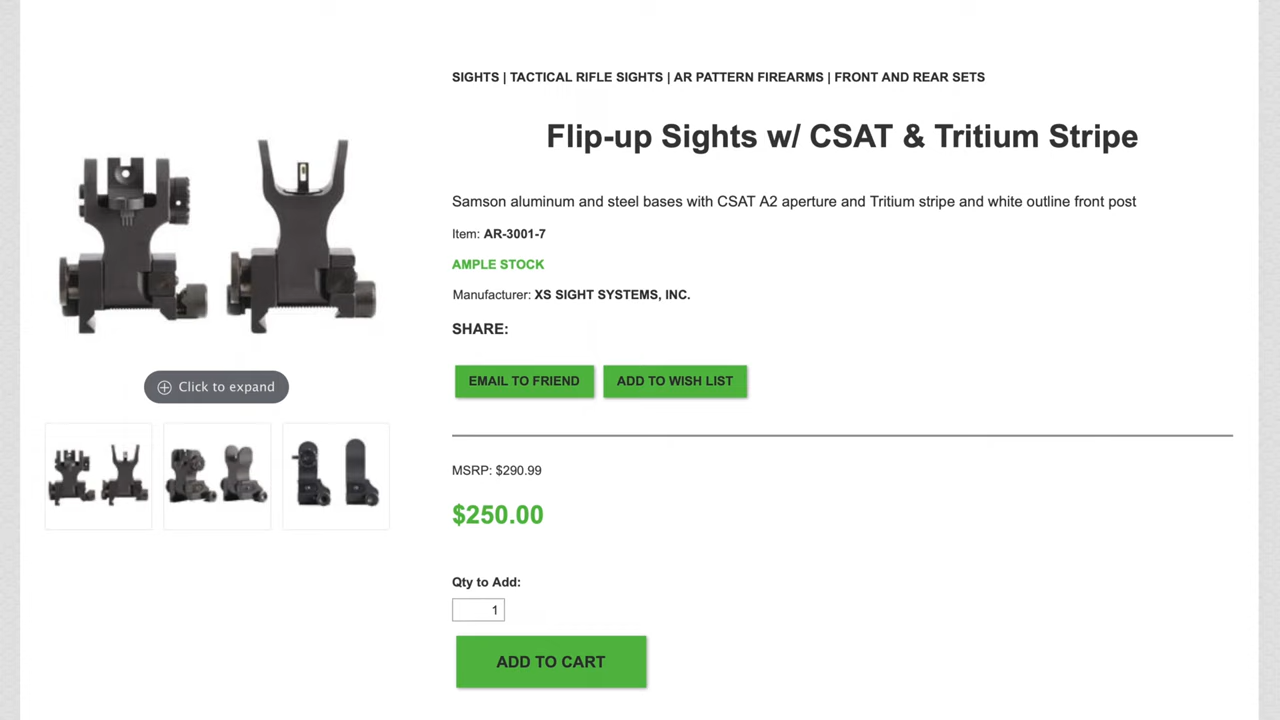 SIGHTS | TACTICAL RIFLE SIGHTS | AR PATTERN FIREARMS | FRONT AND REAR SETS
Flip-up Sights w/ CSAT & Tritium Stripe
Samson aluminum and steel bases with CSAT A2 aperture and Tritium stripe and white outline front post
Item: AR-3001-7
AMPLE STOCK
Manufacturer: XS SIGHT SYSTEMS, INC.
SHARE:
Click to expand
EMAIL TO FRIEND
ADD TO WISH LIST
MSRP: $290.99
$250.00
Qty to Add:
1
ADD TO CART